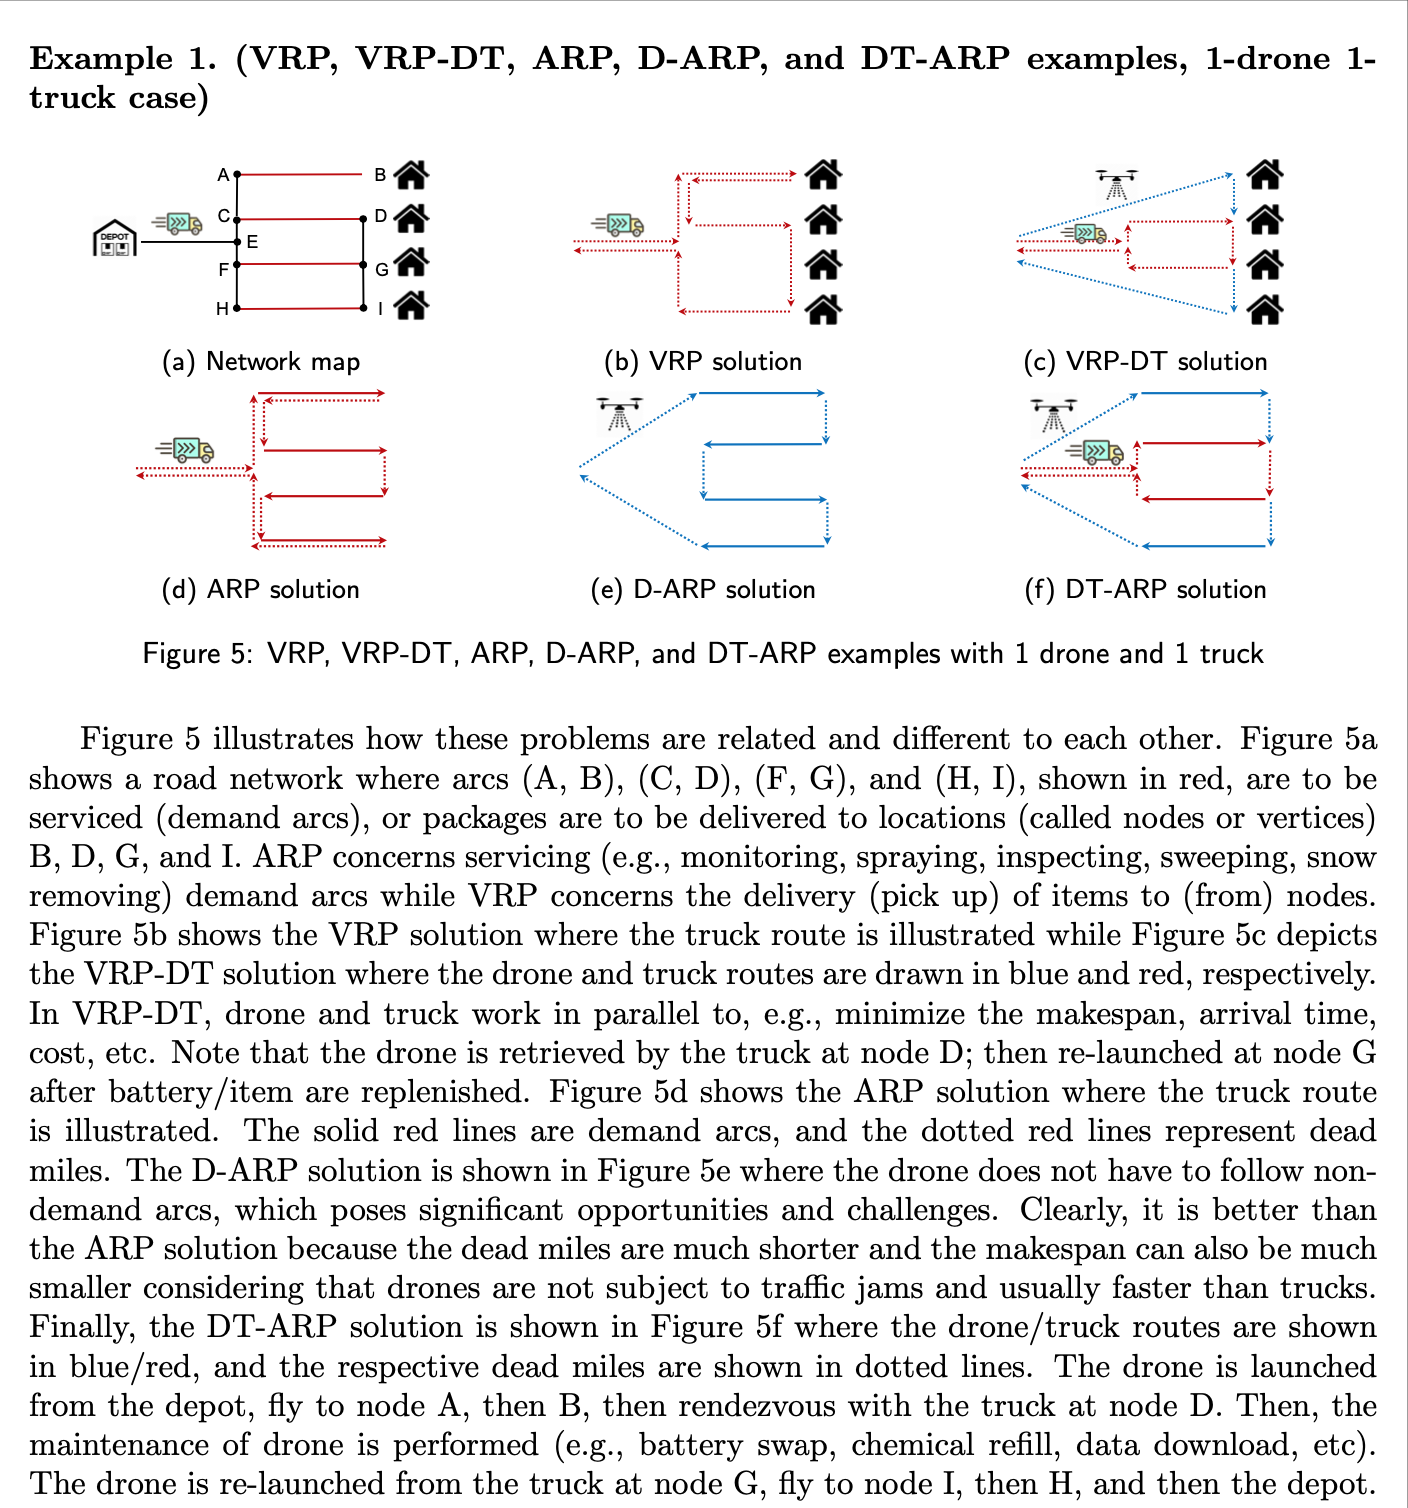 Example 1. (VRP, VRP-DT, ARP, D-ARP, and DT-ARP examples, 1-drone 1-
truck case)
A
B
C
D
DEPOT
E
F
G
H
I
(a) Network map
(b) VRP solution
(c) VRP-DT solution
(d) ARP solution
(e) D-ARP solution
(f) DT-ARP solution
Figure 5: VRP, VRP-DT, ARP, D-ARP, and DT-ARP examples with 1 drone and 1 truck
Figure 5 illustrates how these problems are related and different to each other. Figure 5a
shows a road network where arcs (A, B), (C, D), (F, G), and (H, I), shown in red, are to be
serviced (demand arcs), or packages are to be delivered to locations (called nodes or vertices)
B, D, G, and I. ARP concerns servicing (e.g., monitoring, spraying, inspecting, sweeping, snow
removing) demand arcs while VRP concerns the delivery (pick up) of items to (from) nodes.
Figure 5b shows the VRP solution where the truck route is illustrated while Figure 5c depicts
the VRP-DT solution where the drone and truck routes are drawn in blue and red, respectively.
In VRP-DT, drone and truck work in parallel to, e.g., minimize the makespan, arrival time,
cost, etc. Note that the drone is retrieved by the truck at node D; then re-launched at node G
after battery/item are replenished. Figure 5d shows the ARP solution where the truck route
is illustrated. The solid red lines are demand arcs, and the dotted red lines represent dead
miles. The D-ARP solution is shown in Figure 5e where the drone does not have to follow non-
demand arcs, which poses significant opportunities and challenges. Clearly, it is better than
the ARP solution because the dead miles are much shorter and the makespan can also be much
smaller considering that drones are not subject to traffic jams and usually faster than trucks.
Finally, the DT-ARP solution is shown in Figure 5f where the drone/truck routes are shown
in blue/red, and the respective dead miles are shown in dotted lines. The drone is launched
from the depot, fly to node A, then B, then rendezvous with the truck at node D. Then, the
maintenance of drone is performed (e.g., battery swap, chemical refill, data download, etc).
The drone is re-launched from the truck at node G, fly to node I, then H, and then the depot.